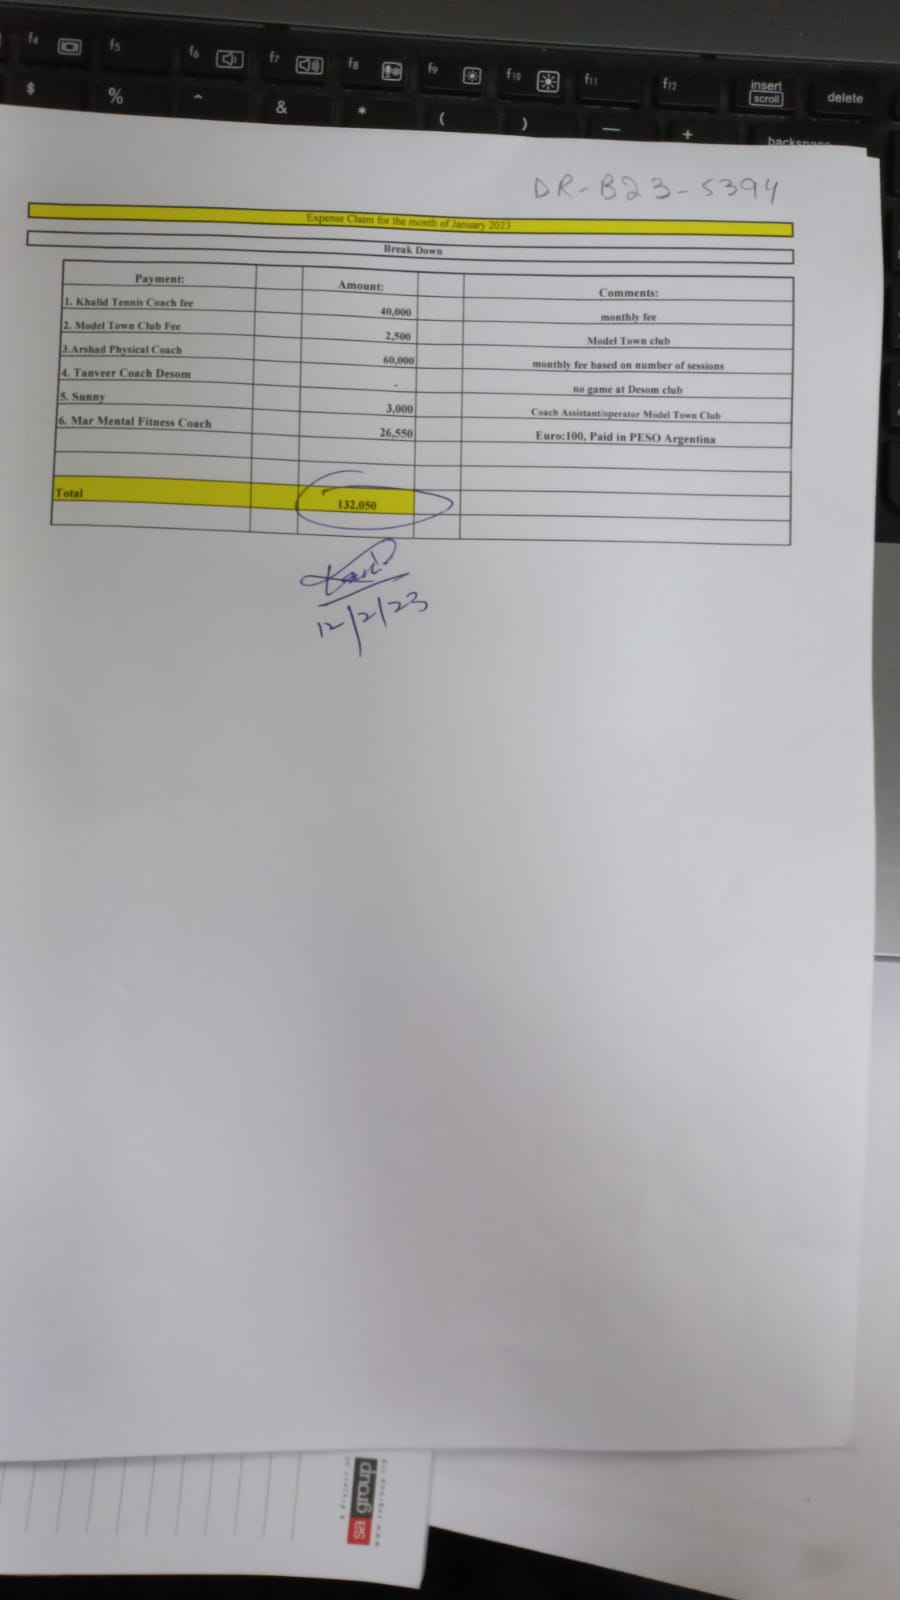 f4 f5 f6 f7 f8 f9 f10 f11 f12 insert scroll delete
$ % ^ & * ( ) — + backspace
DR-B23-5394
Expense Claim for the month of January 2023
Break Down
Payment: Amount: Comments:
1. Khalid Tennis Coach fee 40,000 monthly fee
2. Model Town Club Fee 2,500 Model Town club
3.Arshad Physical Coach 60,000 monthly fee based on number of sessions
4. Tanveer Coach Desom - no game at Desom club
5. Sunny 3,000 Coach Assistant/operator Model Town Club
6. Mar Mental Fitness Coach 26,550 Euro:100, Paid in PESO Argentina
Total 132,050
12/2/23
A Project of
sa group